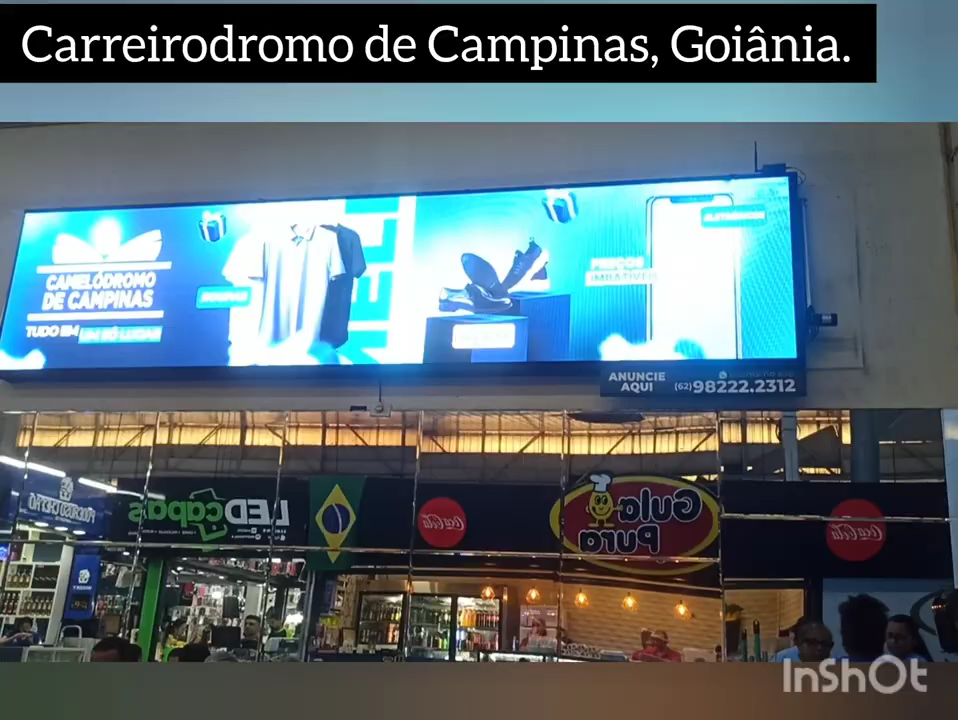 Carreirodromo de Campinas, Goiânia.
CAMELÓDROMO
DE CAMPINAS
TUDO EM UM SÓ LUGAR
PREÇOS
IMBATÍVEIS
ANUNCIE
AQUI
(62)98222.2312
LEDcapas
Coca-Cola
Gula
Pura
Coca-Cola
InShOt